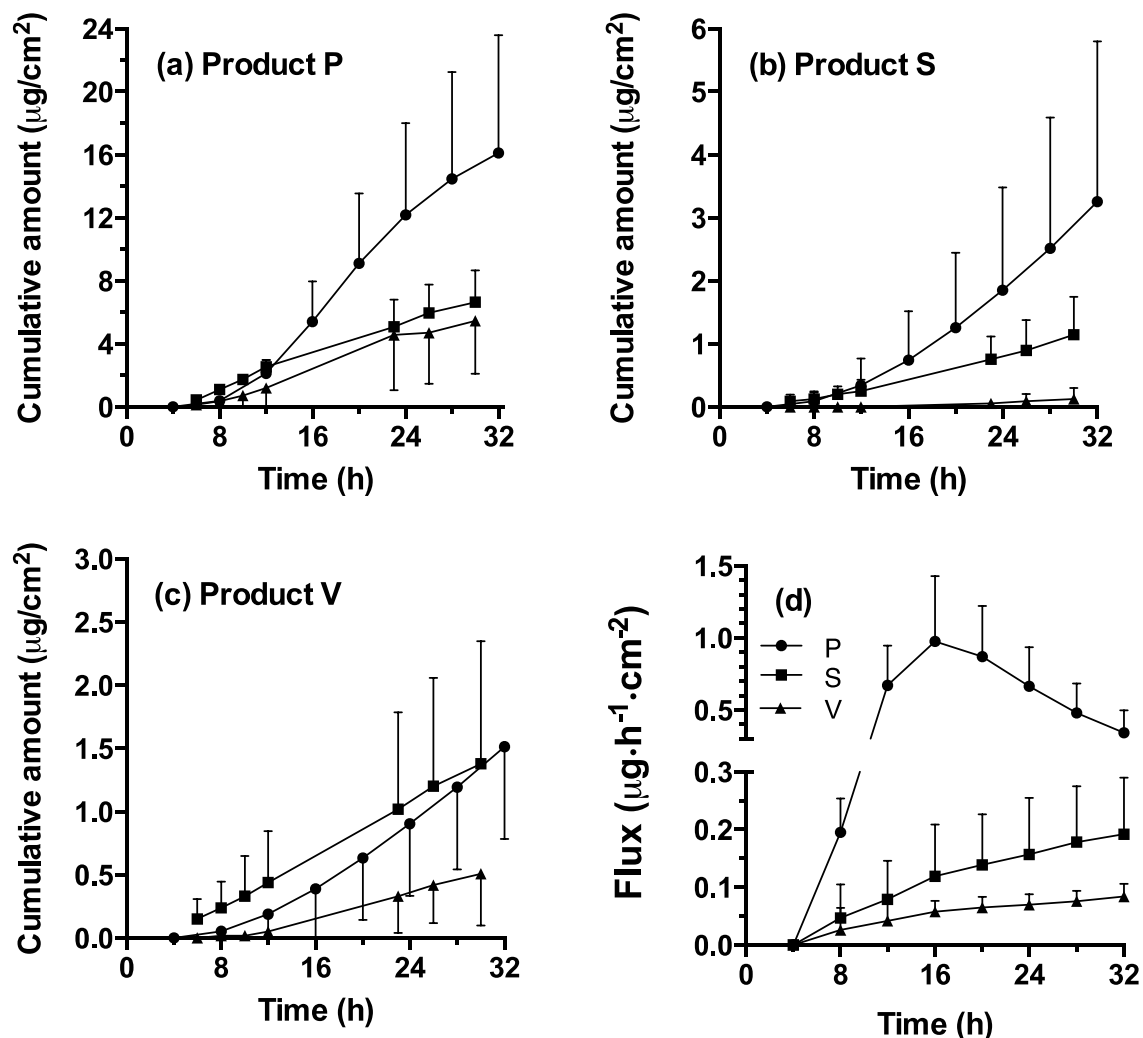 (a) Product P
Cumulative amount (μg/cm²)
24
20
16
12
8
4
0
0 8 16 24 32
Time (h)
(b) Product S
Cumulative amount (μg/cm²)
6
5
4
3
2
1
0
0 8 16 24 32
Time (h)
(c) Product V
Cumulative amount (μg/cm²)
3.0
2.5
2.0
1.5
1.0
0.5
0.0
0 8 16 24 32
Time (h)
(d)
P
S
V
Flux (μg·h⁻¹·cm⁻²)
1.5
1.0
0.5
0.3
0.2
0.1
0.0
0 8 16 24 32
Time (h)